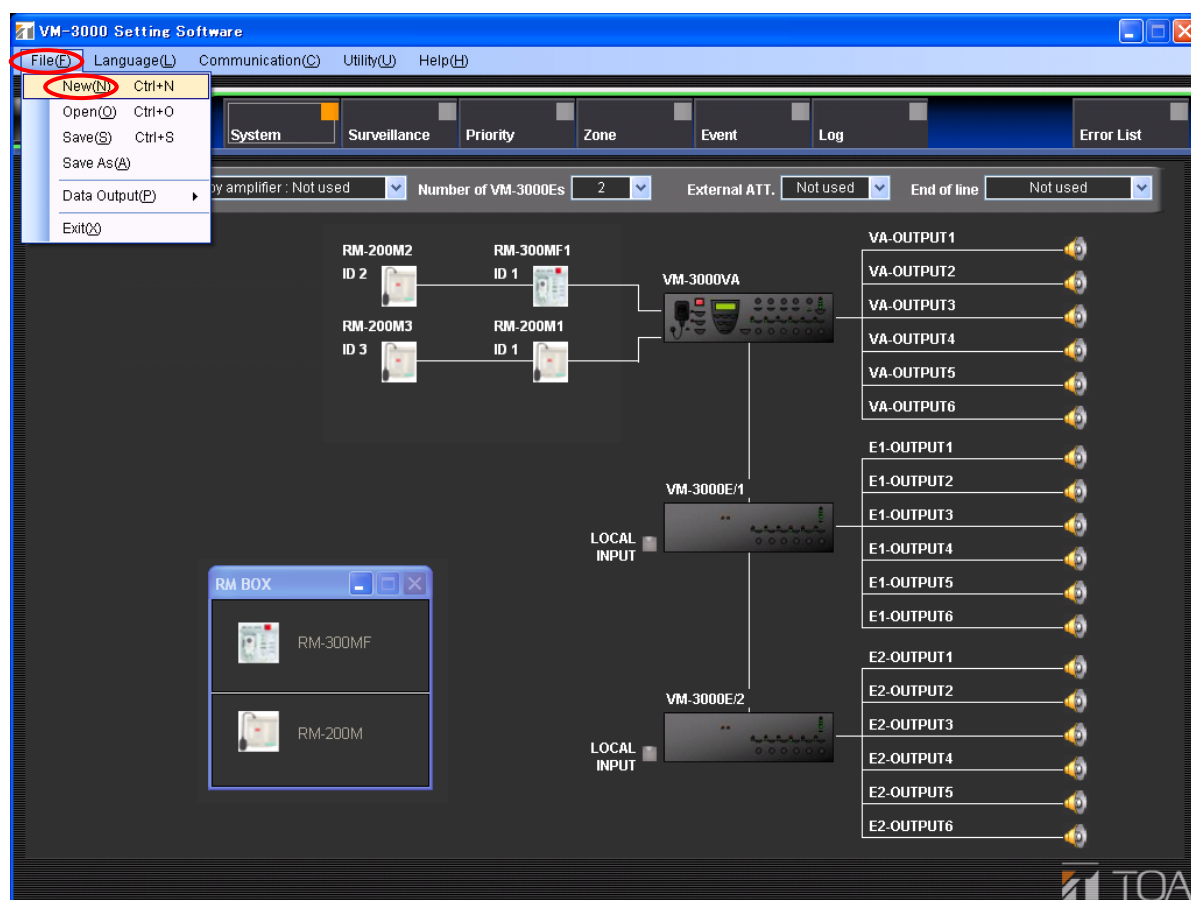 VM-3000 Setting Software
File(F) Language(L) Communication(C) Utility(U) Help(H)
New(N) Ctrl+N
Open(O) Ctrl+O
Save(S) Ctrl+S
Save As(A)
Data Output(P)
Exit(X)
System Surveillance Priority Zone Event Log Error List
by amplifier : Not used Number of VM-3000Es 2 External ATT. Not used End of line Not used
RM-200M2
ID 2
RM-300MF1
ID 1
RM-200M3
ID 3
RM-200M1
ID 1
VM-3000VA
VA-OUTPUT1
VA-OUTPUT2
VA-OUTPUT3
VA-OUTPUT4
VA-OUTPUT5
VA-OUTPUT6
VM-3000E/1
LOCAL
INPUT
E1-OUTPUT1
E1-OUTPUT2
E1-OUTPUT3
E1-OUTPUT4
E1-OUTPUT5
E1-OUTPUT6
RM BOX
RM-300MF
RM-200M
VM-3000E/2
LOCAL
INPUT
E2-OUTPUT1
E2-OUTPUT2
E2-OUTPUT3
E2-OUTPUT4
E2-OUTPUT5
E2-OUTPUT6
TOA